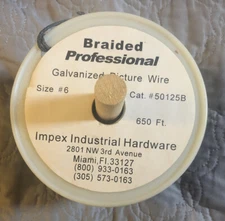 Braided
Professional
Galvanized Picture Wire
Size #6 Cat. #50125B
650 Ft.
Impex Industrial Hardware
2801 NW 3rd Avenue
Miami,Fl.33127
(800) 933-0163
(305) 573-0163